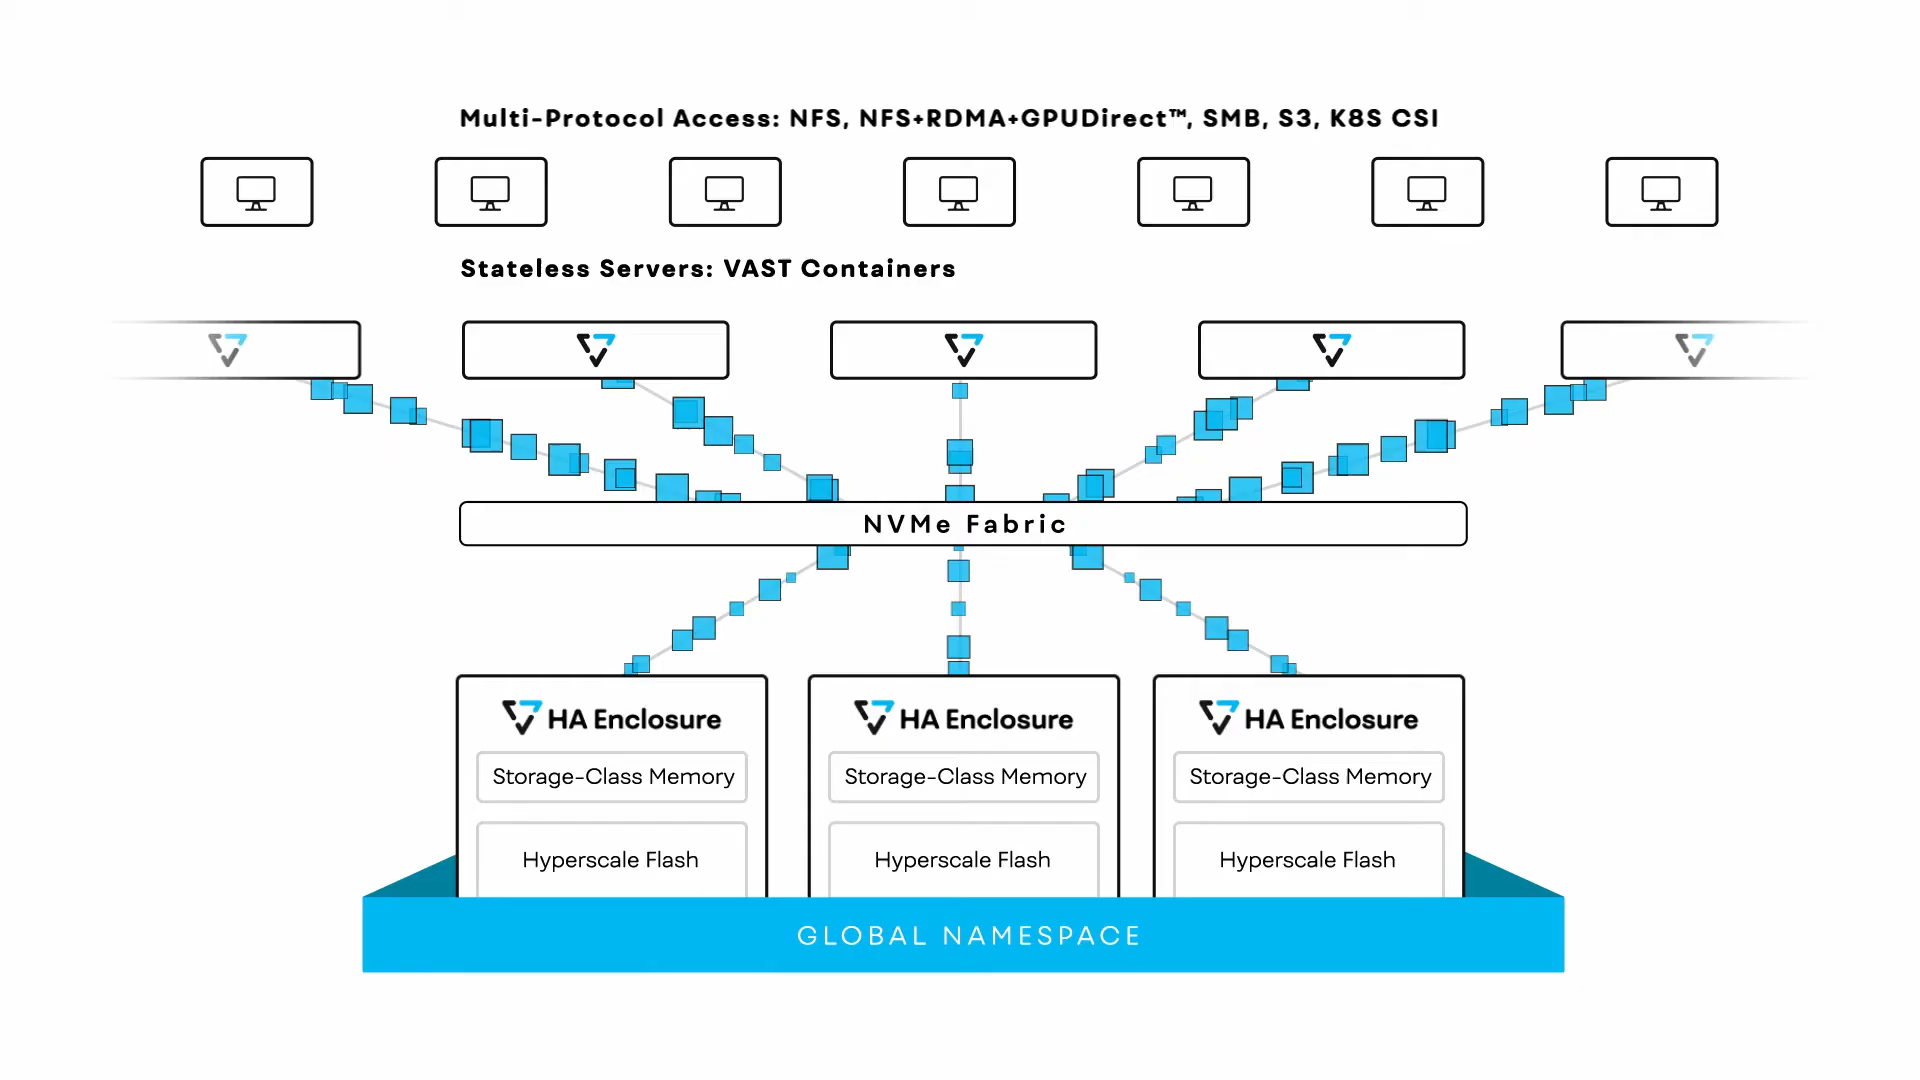 Multi-Protocol Access: NFS, NFS+RDMA+GPUDirect™, SMB, S3, K8S CSI
Stateless Servers: VAST Containers
NVMe Fabric
HA Enclosure
HA Enclosure
HA Enclosure
Storage-Class Memory
Storage-Class Memory
Storage-Class Memory
Hyperscale Flash
Hyperscale Flash
Hyperscale Flash
GLOBAL NAMESPACE